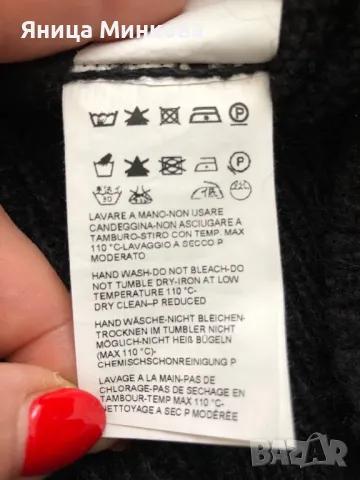 Яница Минкова
P
P
30
LAVARE A MANO-NON USARE
CANDEGGINA-NON ASCIUGARE A
TAMBURO-STIRO CON TEMP. MAX
110°C-LAVAGGIO A SECCO P
MODERATO
HAND WASH-DO NOT BLEACH-DO
NOT TUMBLE DRY-IRON AT LOW
TEMPERATURE 110°C-
DRY CLEAN-P REDUCED
HAND WÄSCHE-NICHT BLEICHEN-
TROCKNEN IM TUMBLER NICHT
MÖGLICH-NICHT HEIß BÜGELN
(MAX 110°C)-
CHEMISCHSCHONREINIGUNG P
LAVAGE A LA MAIN-PAS DE
CHLORAGE-PAS DE SECHAGE EN
TAMBOUR-TEMP MAX 110°C-
NETTOYAGE A SEC P MODÉRÉE
BAZAR
bg